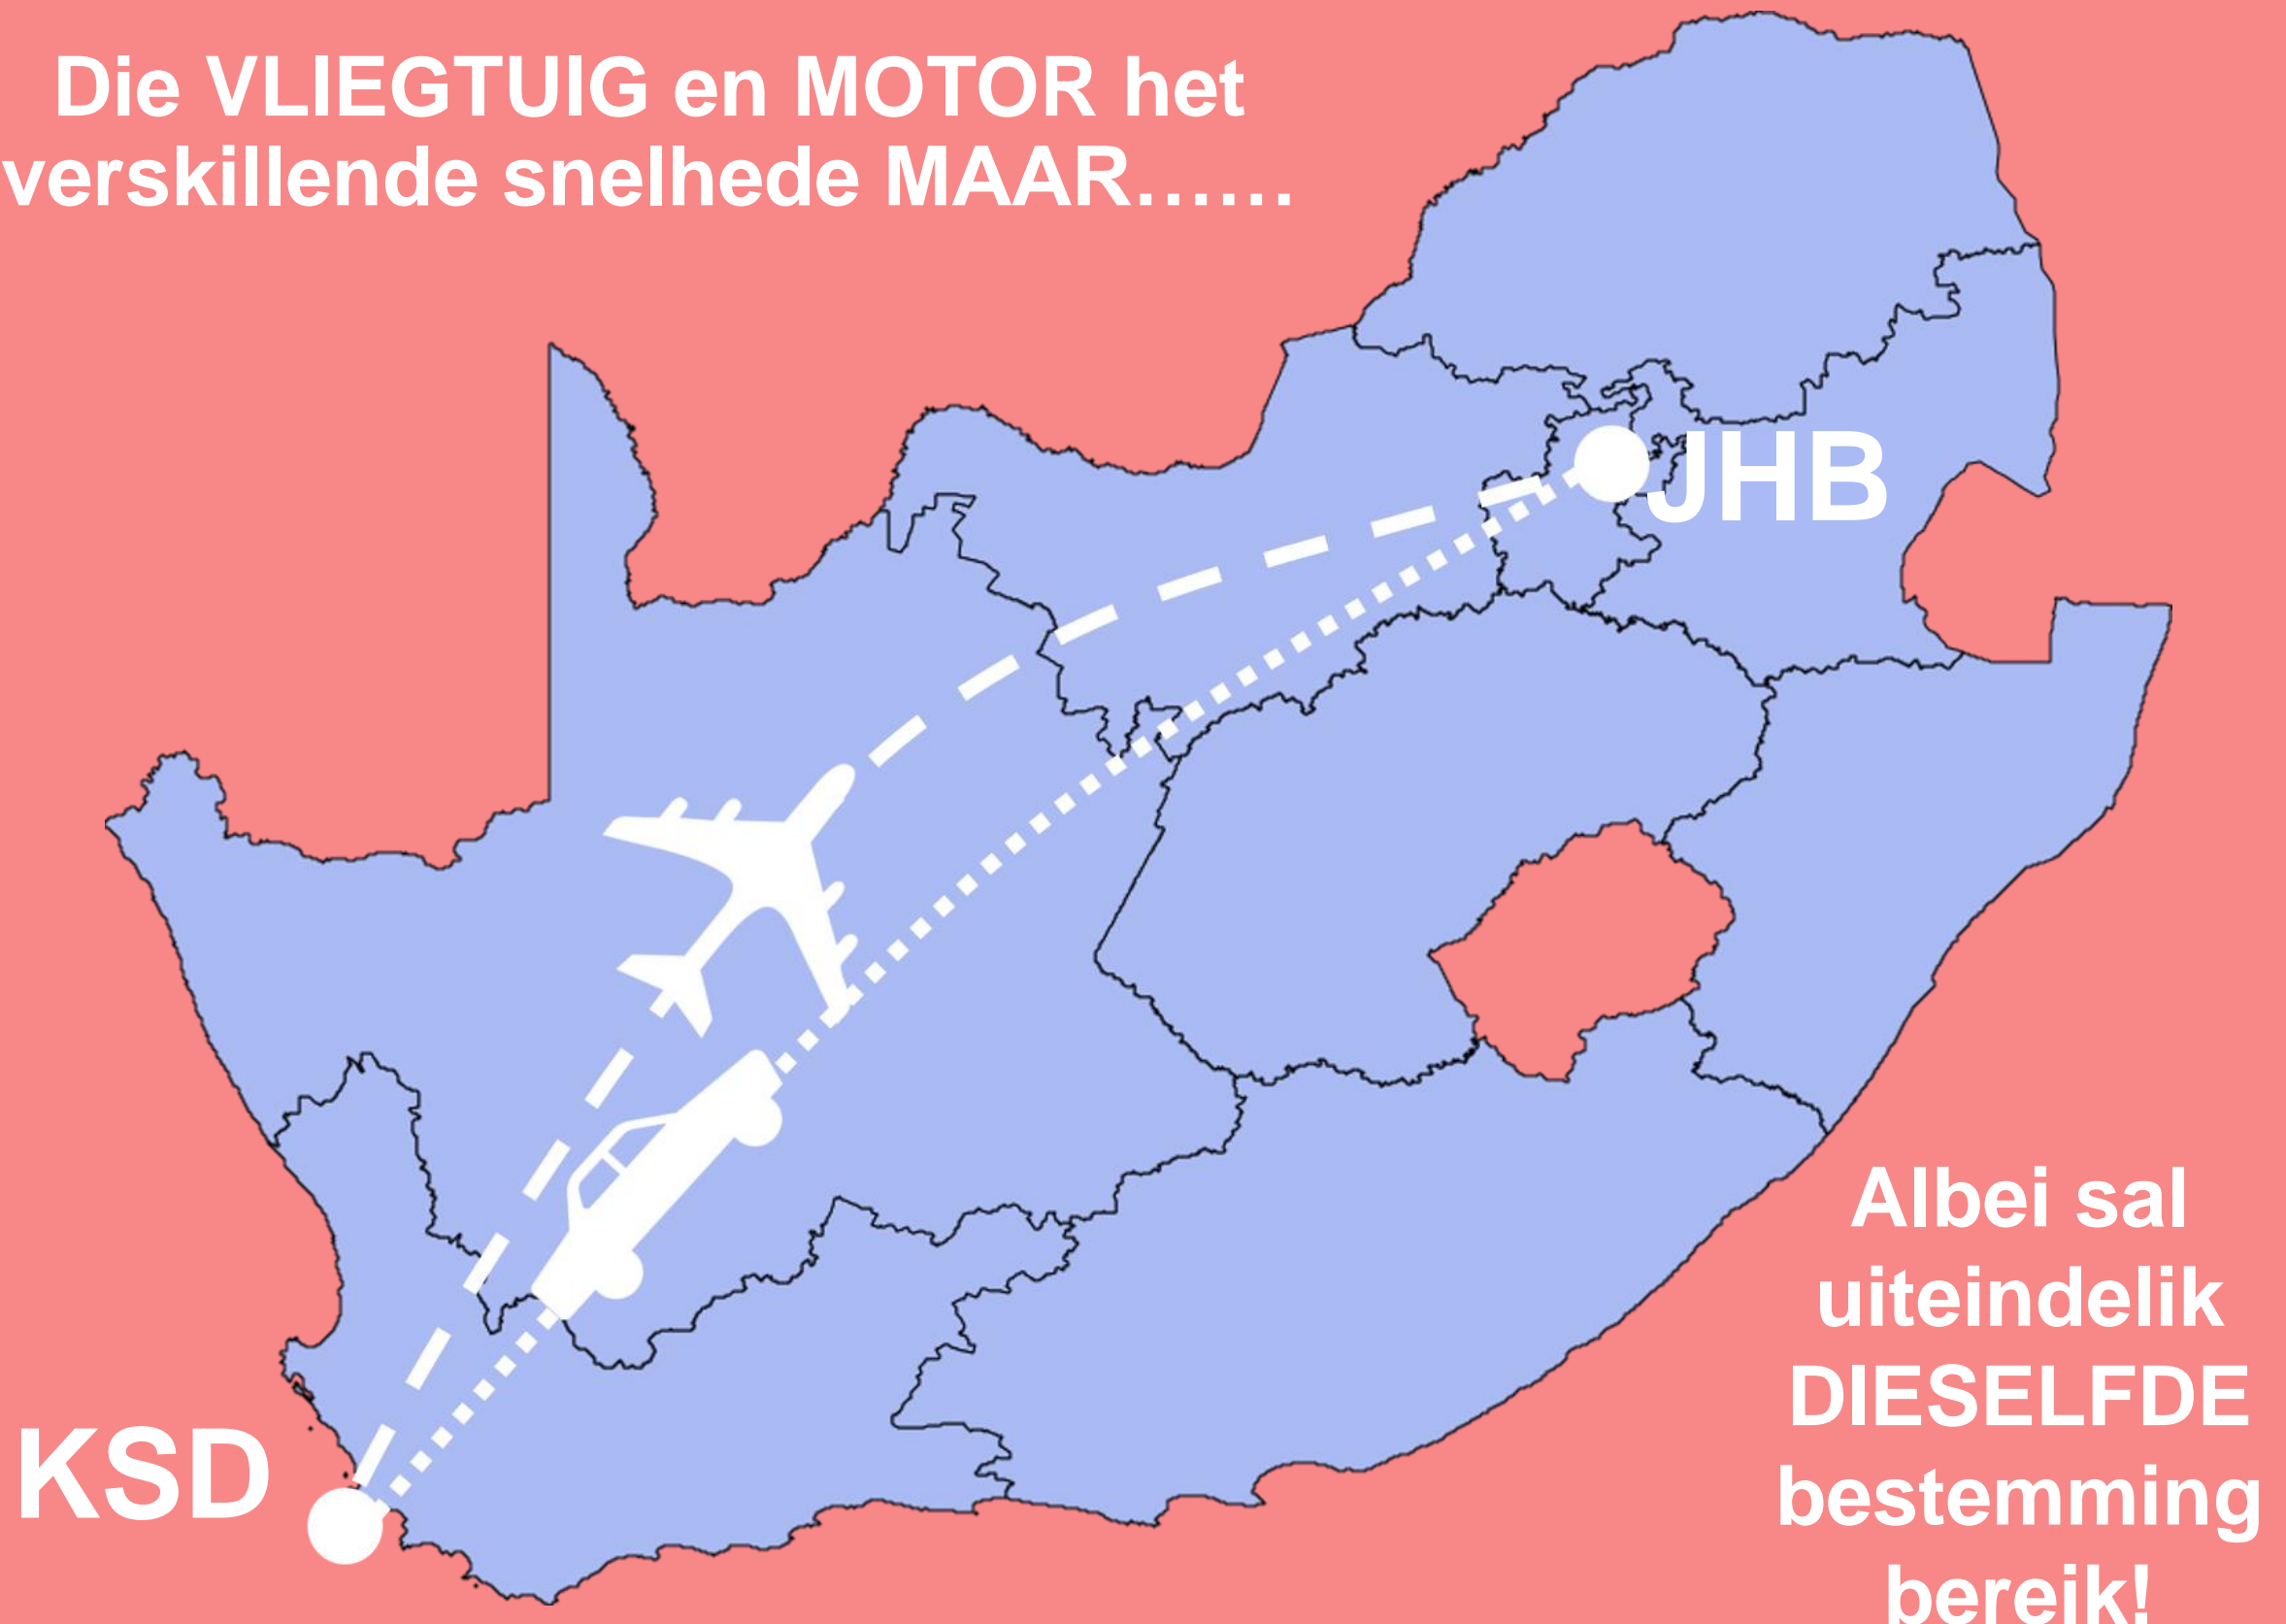 Die VLIEGTUIG en MOTOR het
verskillende snelhede MAAR......
JHB
KSD
Albei sal
uiteindelik
DIESELFDE
bestemming
bereik!